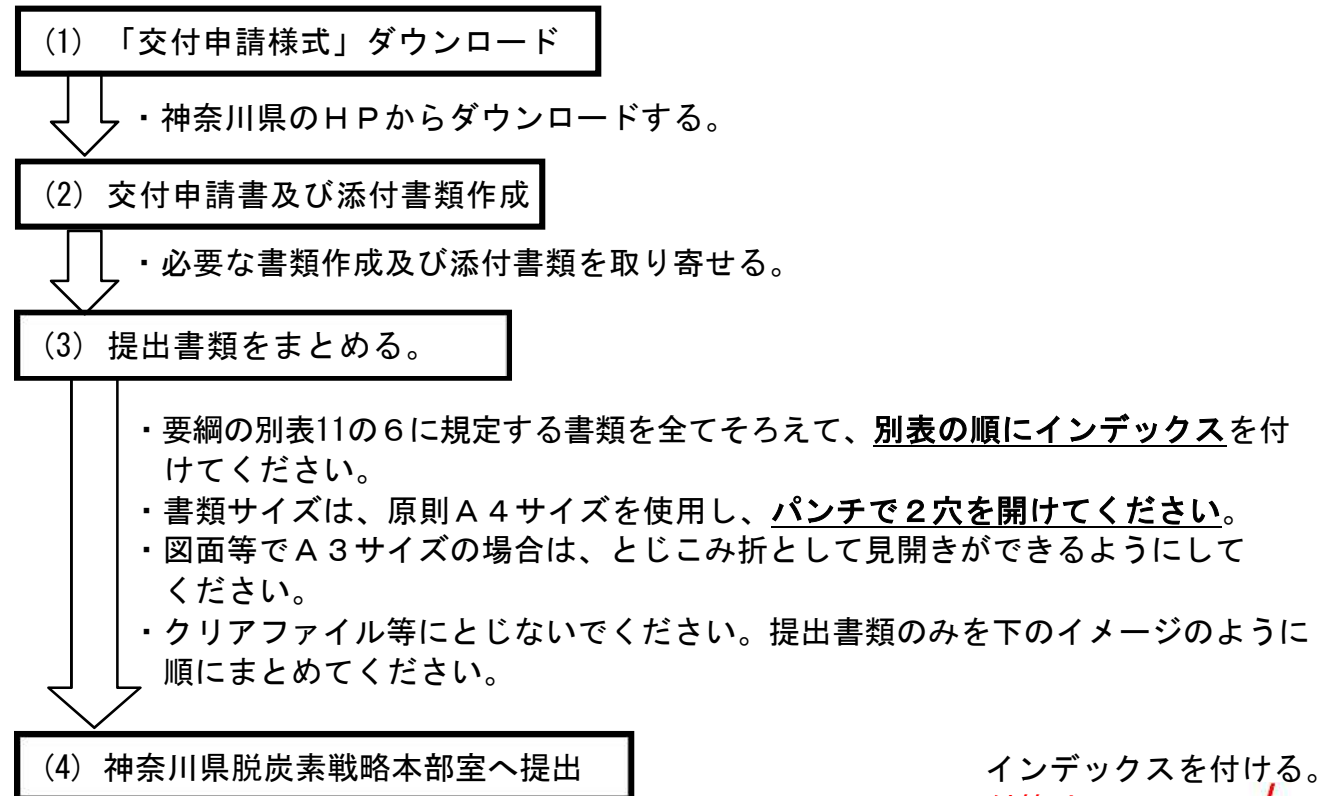 (1) 「交付申請様式」ダウンロード
・神奈川県のＨＰからダウンロードする。
(2) 交付申請書及び添付書類作成
・必要な書類作成及び添付書類を取り寄せる。
(3) 提出書類をまとめる。
・要綱の別表11の６に規定する書類を全てそろえて、別表の順にインデックスを付
けてください。
・書類サイズは、原則Ａ４サイズを使用し、パンチで２穴を開けてください。
・図面等でＡ３サイズの場合は、とじこみ折として見開きができるようにして
ください。
・クリアファイル等にとじないでください。提出書類のみを下のイメージのように
順にまとめてください。
(4) 神奈川県脱炭素戦略本部室へ提出
インデックスを付ける。